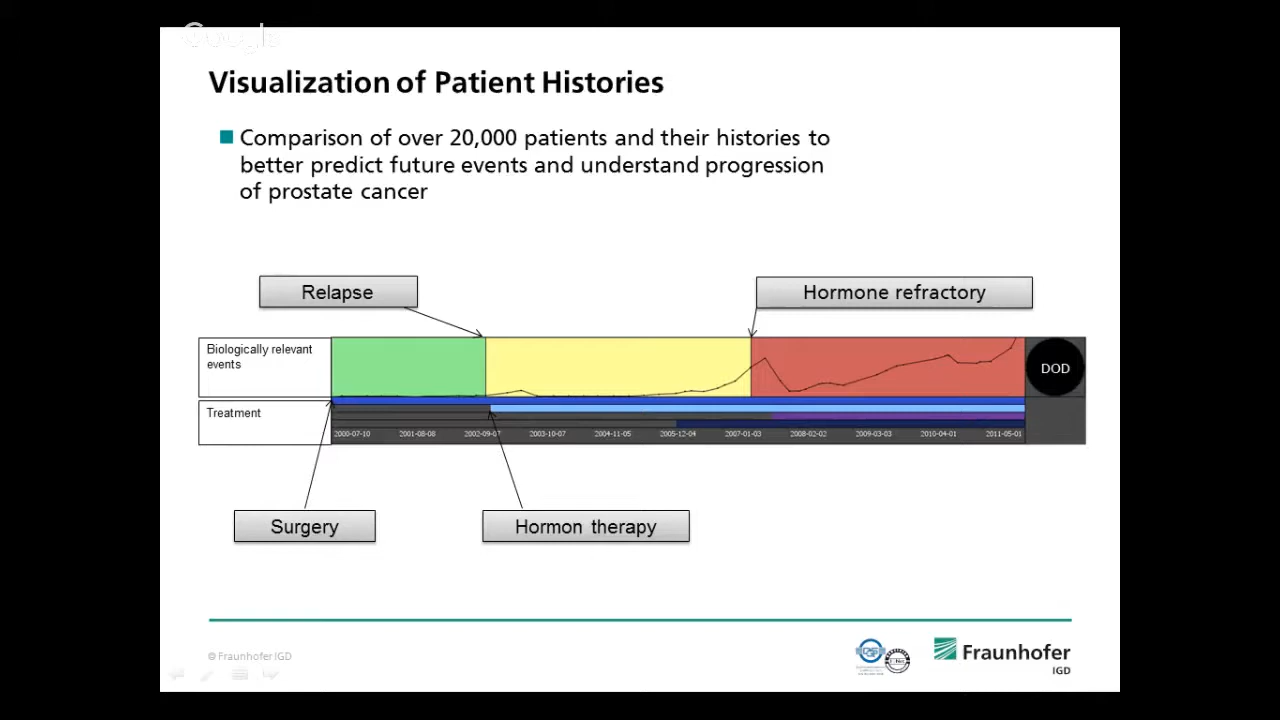 Google
Visualization of Patient Histories
Comparison of over 20,000 patients and their histories to
better predict future events and understand progression
of prostate cancer
Relapse
Hormone refractory
Biologically relevant
events
DOD
Treatment
2000-07-10 2001-08-08 2002-09-07 2003-10-07 2004-11-05 2005-12-04 2007-01-03 2008-02-02 2009-03-03 2010-04-01 2011-05-01
Surgery
Hormon therapy
© Fraunhofer IGD
Fraunhofer
IGD